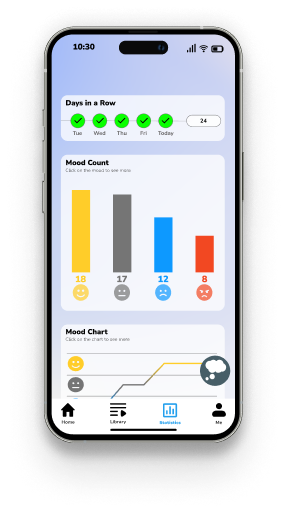 10:30
Days in a Row
24
Tue Wed Thu Fri Today
Mood Count
Click on the mood to see more
18 17 12 8
Mood Chart
Click on the chart to see more
Home Library Statistics Me